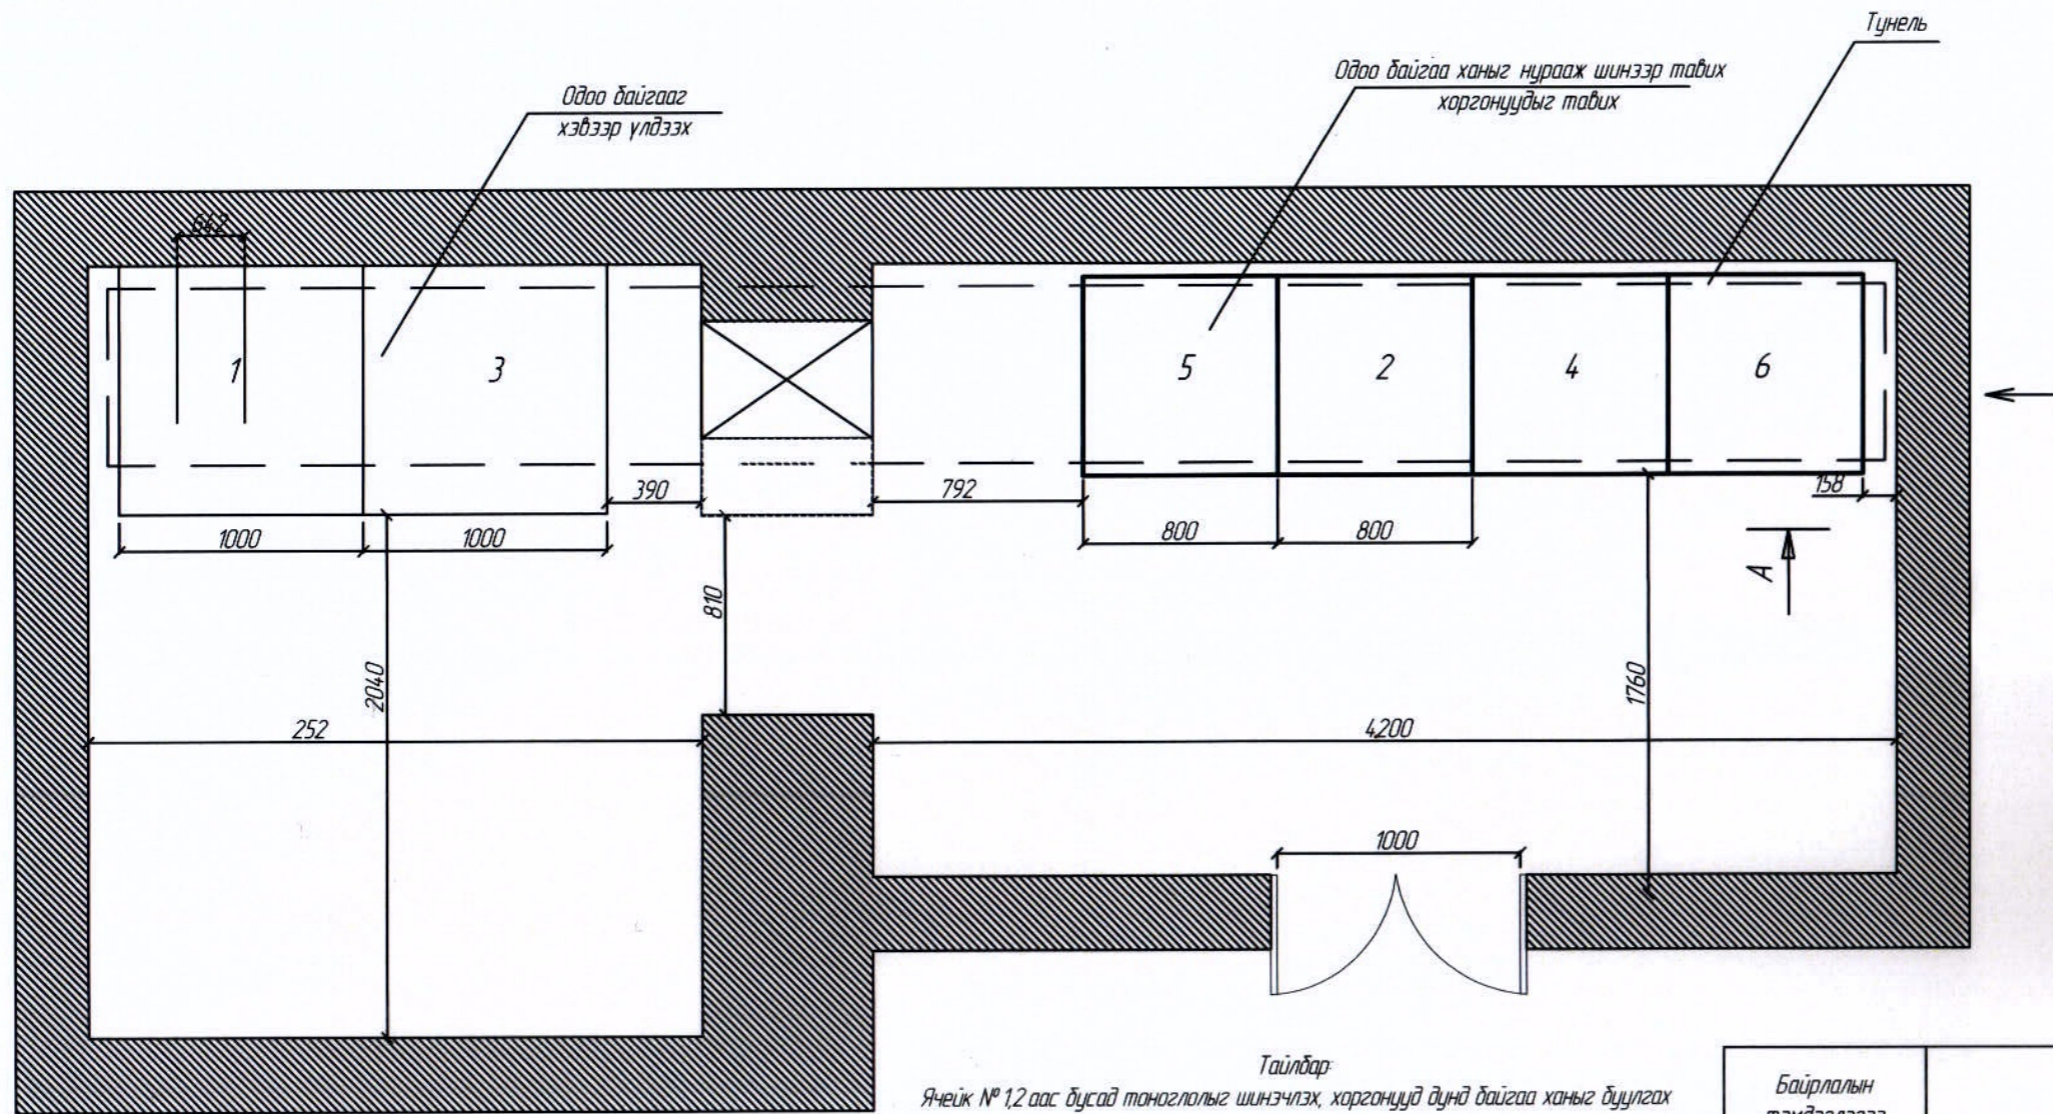 Тунель
Одоо байгаа ханыг нурааж шинээр тавих
хоргонуудыг тавих
Одоо байгааг
хэвээр үлдээх
642
1
3
5
2
4
6
390
792
158
1000
1000
800
800
А
810
2040
1760
252
4200
1000
Тайлбар:
Ячейк № 1,2 аас бусад тоноглолыг шинэчлэх, хоргонууд дунд байгаа ханыг буулгах
Байрлалын